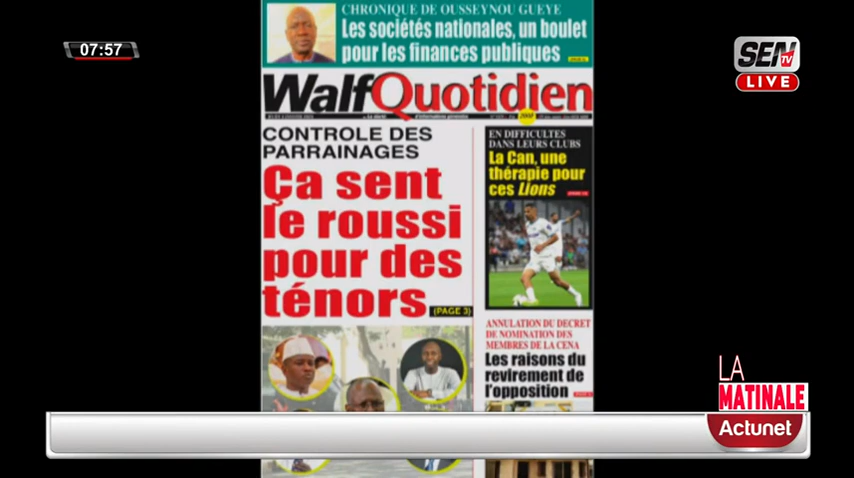 07:57
SEN
TV
LIVE
CHRONIQUE DE OUSSEYNOU GUEYE
Les sociétés nationales, un boulet
pour les finances publiques
WalfQuotidien
CONTROLE DES
PARRAINAGES
Ça sent
le roussi
pour des
ténors
(PAGE 3)
EN DIFFICULTES
DANS LEURS CLUBS
La Can, une
thérapie pour
ces Lions
ANNULATION DU DECRET
DE NOMINATION DES
MEMBRES DE LA CENA
Les raisons du
revirement de
l'opposition
LA
MATINALE
Actunet